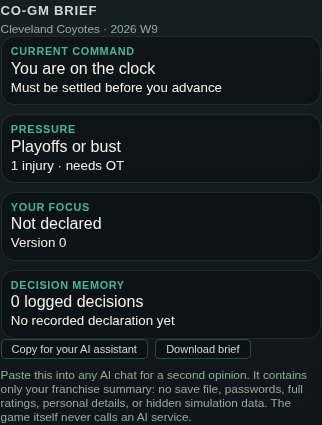 CO-GM BRIEF
Cleveland Coyotes · 2026 W9
CURRENT COMMAND
You are on the clock
Must be settled before you advance
PRESSURE
Playoffs or bust
1 injury · needs OT
YOUR FOCUS
Not declared
Version 0
DECISION MEMORY
0 logged decisions
No recorded declaration yet
Copy for your AI assistant
Download brief
Paste this into any AI chat for a second opinion. It contains
only your franchise summary: no save file, passwords, full
ratings, personal details, or hidden simulation data. The
game itself never calls an AI service.